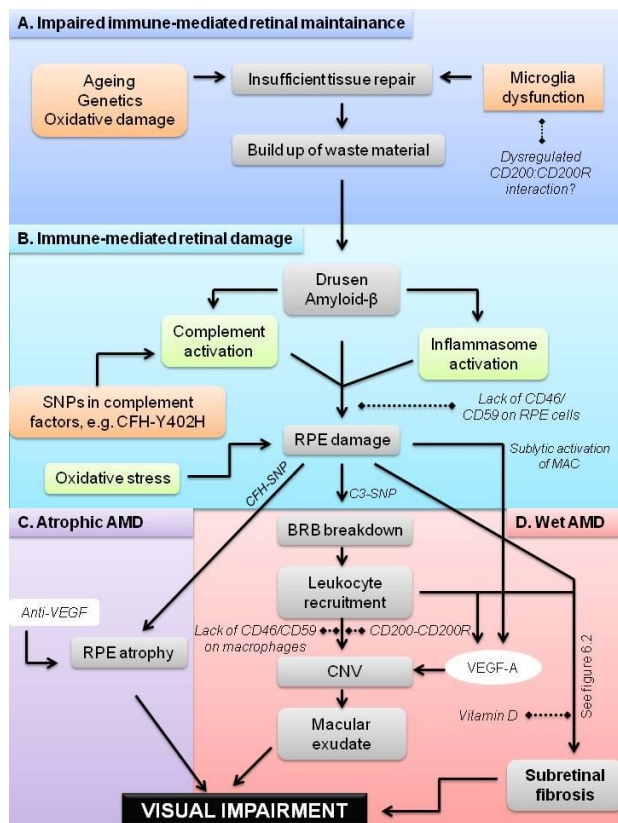 A. Impaired immune-mediated retinal maintainance
Ageing
Genetics
Oxidative damage
Insufficient tissue repair
Microglia
dysfunction
Build up of waste material
Dysregulated
CD200:CD200R
interaction?
B. Immune-mediated retinal damage
Drusen
Amyloid-β
Complement
activation
Inflammasome
activation
SNPs in complement
factors, e.g. CFH-Y402H
Lack of CD46/
CD59 on RPE cells
RPE damage
Sublytic activation
of MAC
Oxidative stress
CFH-SNP
C3-SNP
C. Atrophic AMD
D. Wet AMD
BRB breakdown
Leukocyte
recruitment
Anti-VEGF
RPE atrophy
Lack of CD46/CD59
on macrophages
CD200-CD200R
CNV
VEGF-A
See figure 6.2
Vitamin D
Macular
exudate
Subretinal
fibrosis
VISUAL IMPAIRMENT